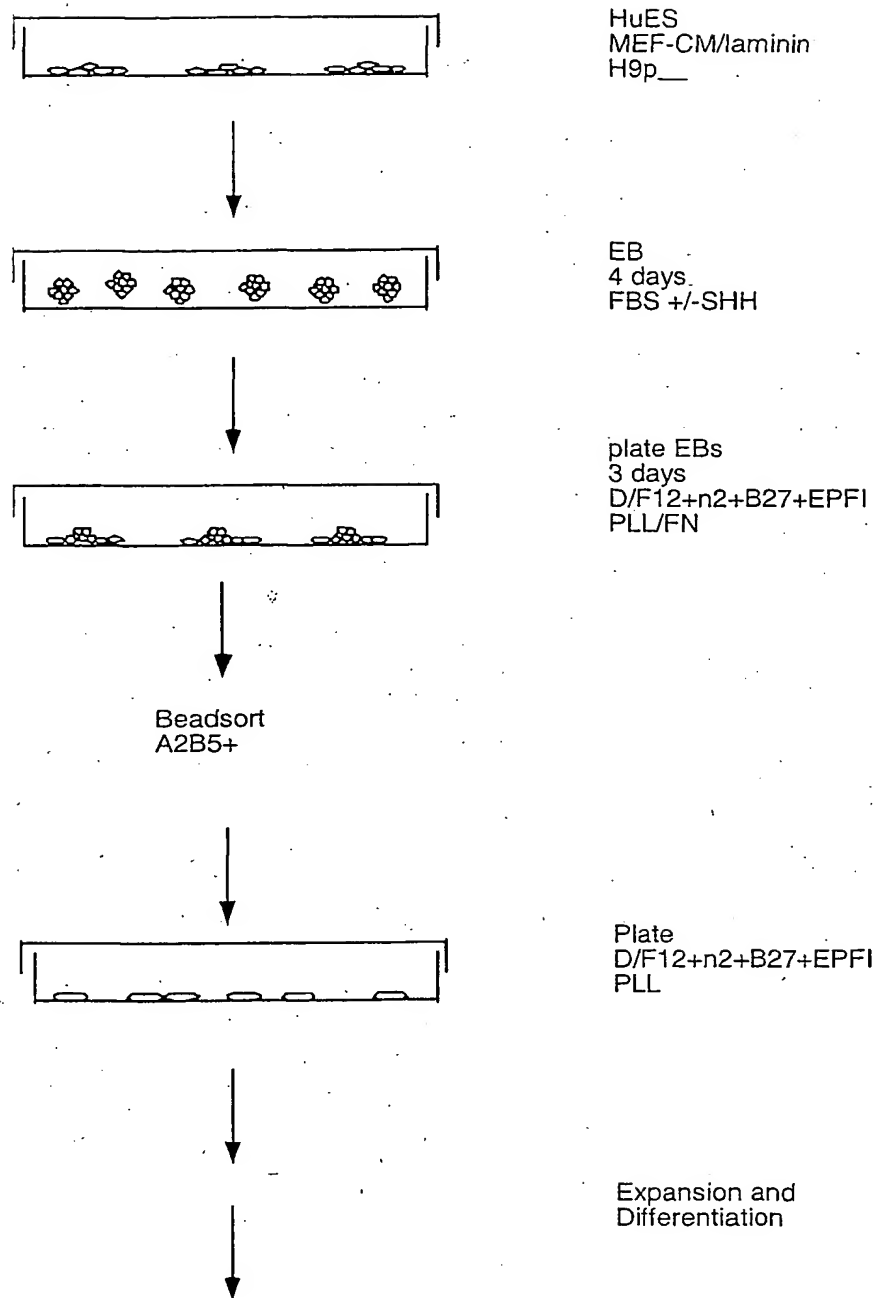 HuES
MEF-CM/laminin
H9p__
EB
4 days
FBS +/-SHH
plate EBs
3 days
D/F12+n2+B27+EPFI
PLL/FN
Beadsort
A2B5+
Plate
D/F12+n2+B27+EPFI
PLL
Expansion and
Differentiation